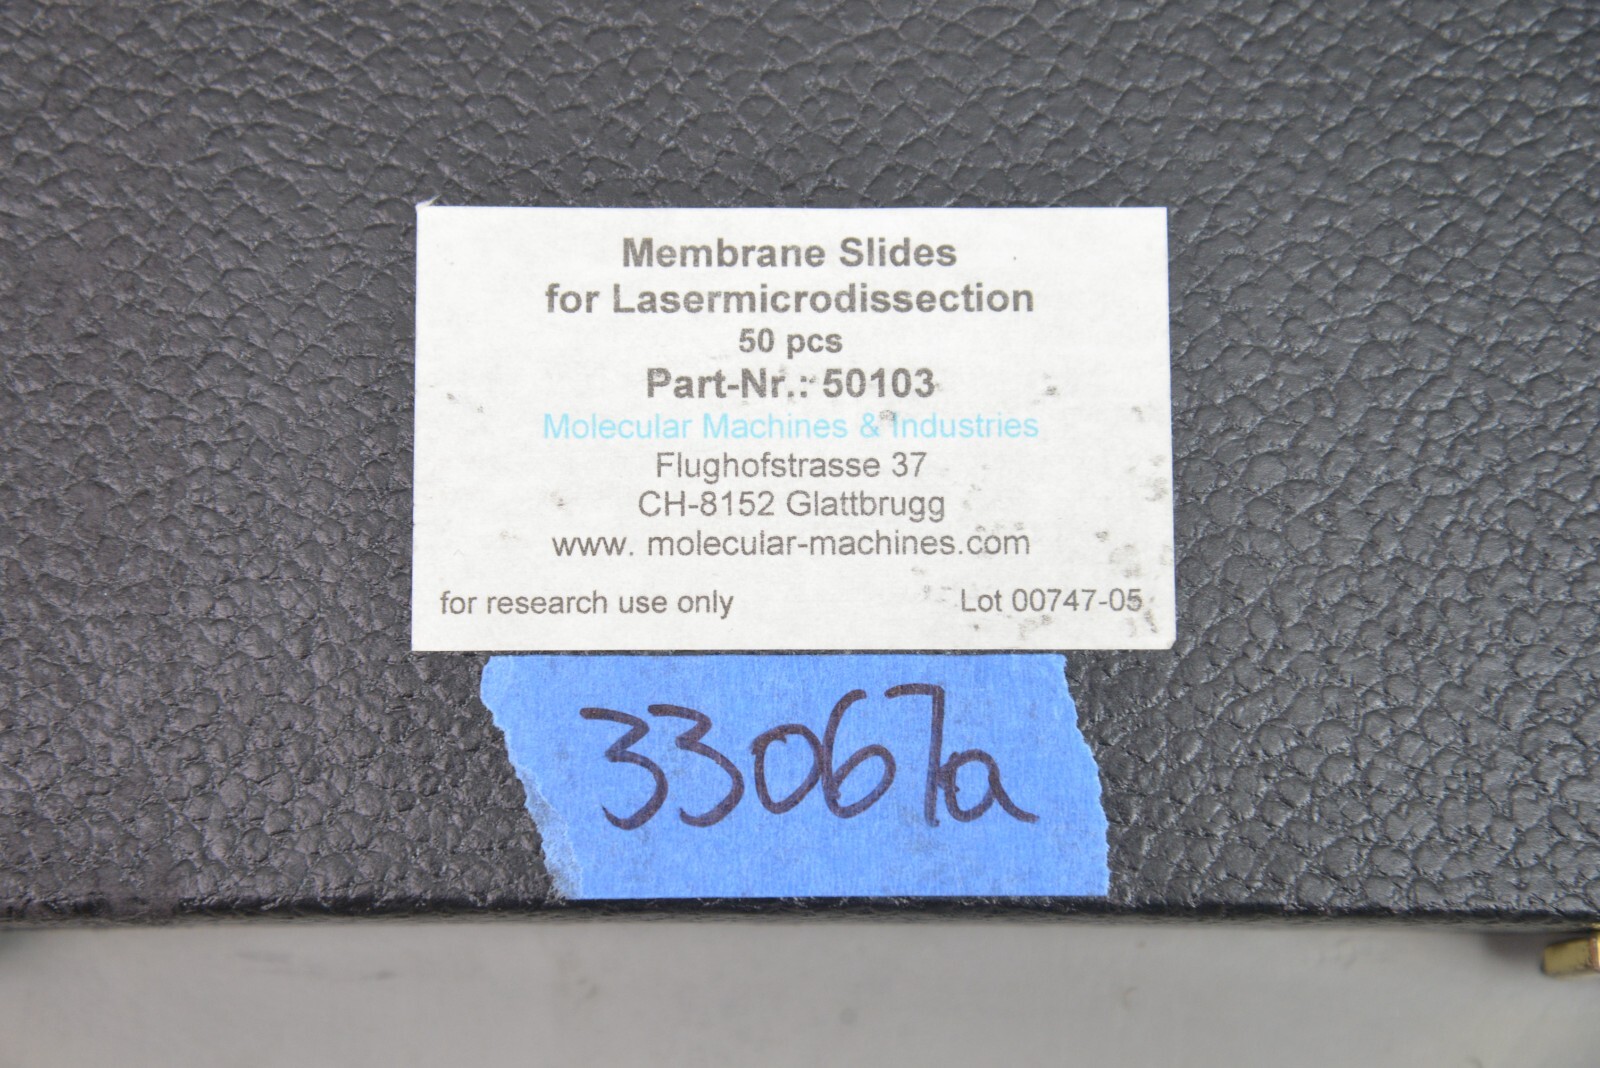 Membrane Slides
for Lasermicrodissection
50 pcs
Part-Nr.: 50103
Molecular Machines & Industries
Flughofstrasse 37
CH-8152 Glattbrugg
www. molecular-machines.com
for research use only Lot 00747-05
33067a